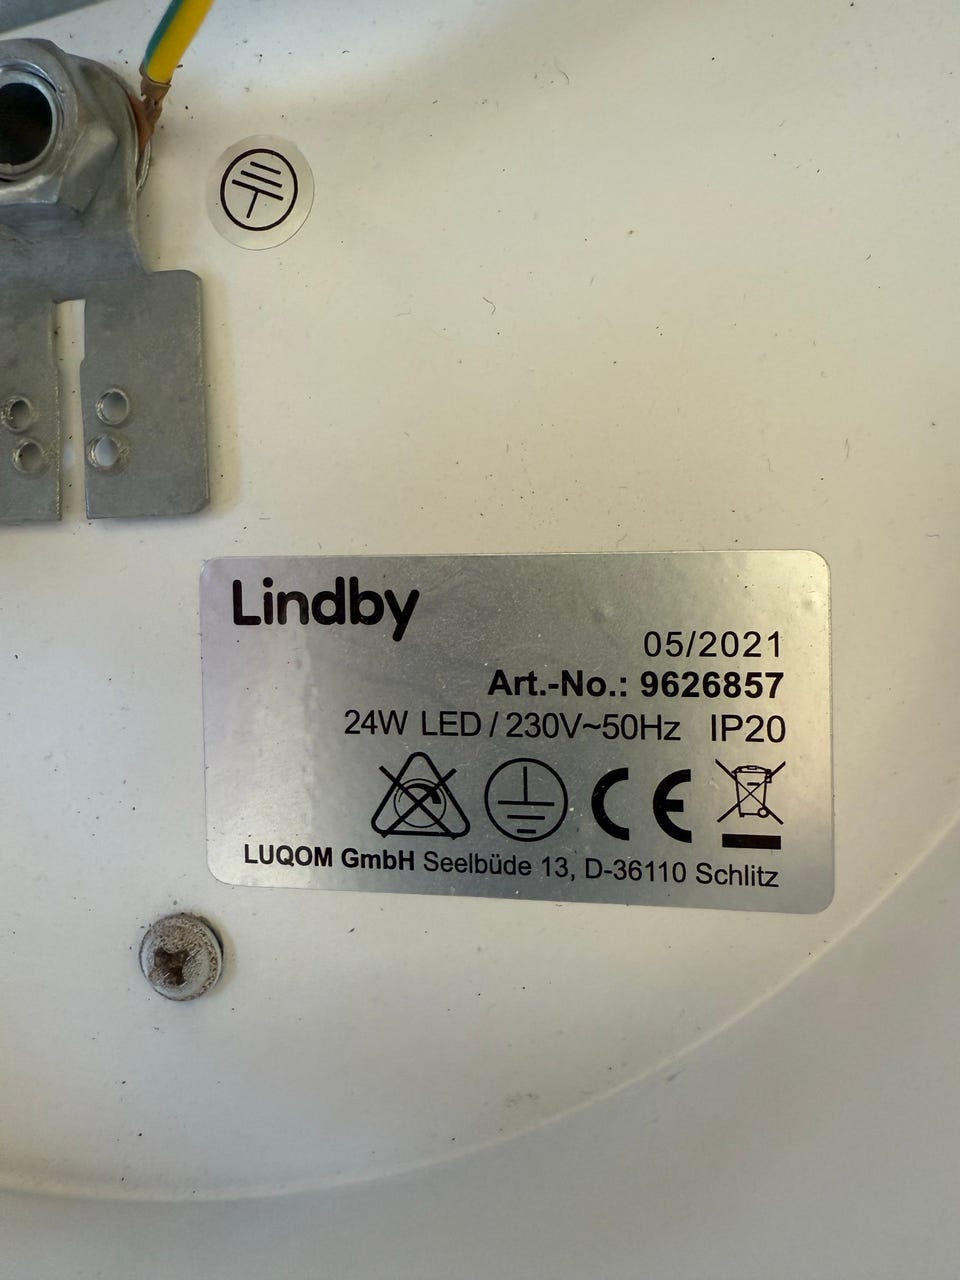 Lindby
05/2021
Art.-No.: 9626857
24W LED / 230V~50Hz IP20
CE
LUQOM GmbH Seelbüde 13, D-36110 Schlitz